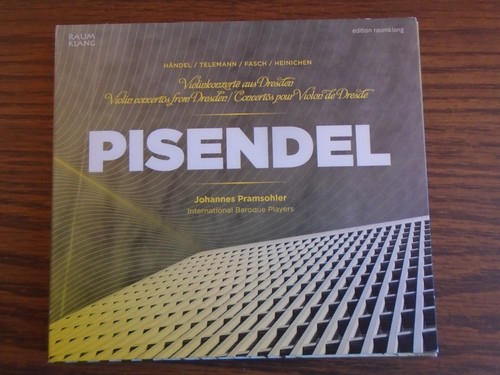 RAUM
KLANG
edition raumklang
HÄNDEL / TELEMANN / FASCH / HEINICHEN
Violinkonzerte aus Dresden
Violin concertos from Dresden / Concertos pour Violon de Dresde
PISENDEL
Johannes Pramsohler
International Baroque Players